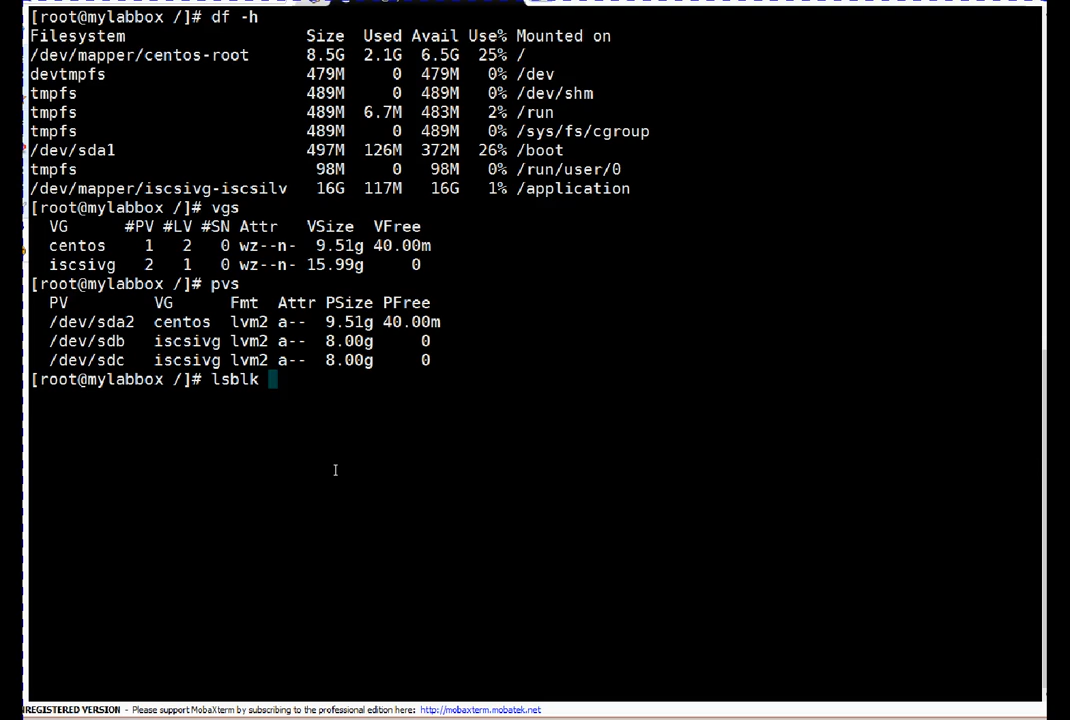 [root@mylabbox /]# df -h
Filesystem                   Size  Used Avail Use% Mounted on
/dev/mapper/centos-root      8.5G  2.1G  6.5G  25% /
devtmpfs                     479M     0  479M   0% /dev
tmpfs                        489M     0  489M   0% /dev/shm
tmpfs                        489M  6.7M  483M   2% /run
tmpfs                        489M     0  489M   0% /sys/fs/cgroup
/dev/sda1                    497M  126M  372M  26% /boot
tmpfs                         98M     0   98M   0% /run/user/0
/dev/mapper/iscsivg-iscsilv   16G  117M   16G   1% /application
[root@mylabbox /]# vgs
  VG      #PV #LV #SN Attr   VSize  VFree
  centos    1   2   0 wz--n-  9.51g 40.00m
  iscsivg   2   1   0 wz--n- 15.99g      0
[root@mylabbox /]# pvs
  PV         VG      Fmt  Attr PSize PFree
  /dev/sda2  centos  lvm2 a--  9.51g 40.00m
  /dev/sdb   iscsivg lvm2 a--  8.00g      0
  /dev/sdc   iscsivg lvm2 a--  8.00g      0
[root@mylabbox /]# lsblk
REGISTERED VERSION - Please support MobaXterm by subscribing to the professional edition here: http://mobaxterm.mobatek.net